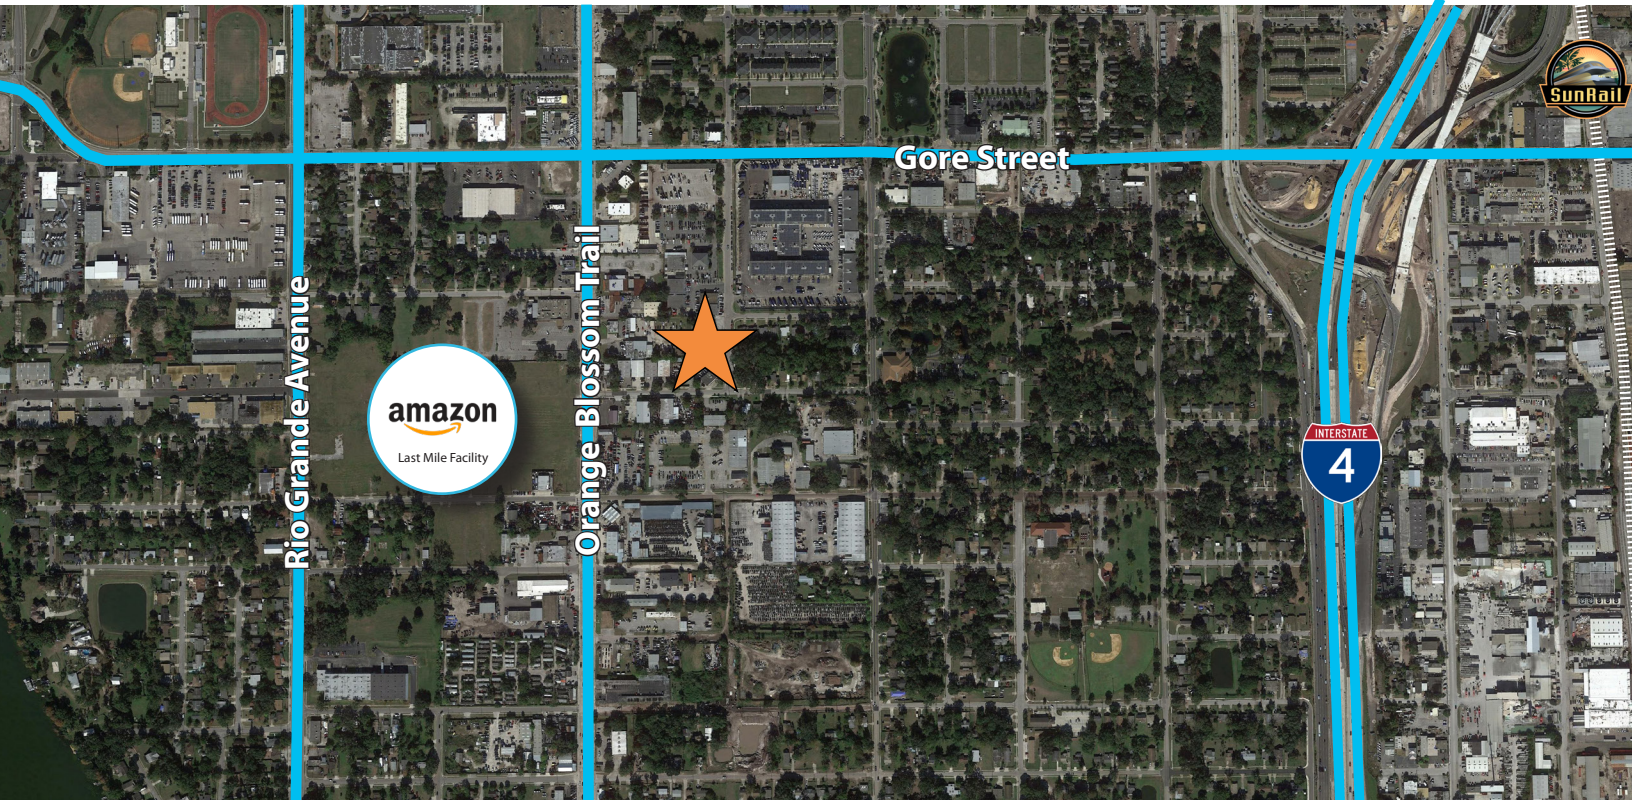 SunRail
Gore Street
Rio Grande Avenue
Orange Blossom Trail
amazon
Last Mile Facility
INTERSTATE
4